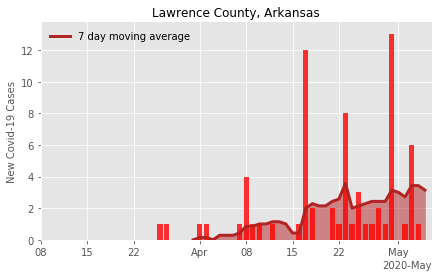 Lawrence County, Arkansas
7 day moving average
New Covid-19 Cases
12
10
8
6
4
2
0
08
15
22
Apr
08
15
22
May
2020-May